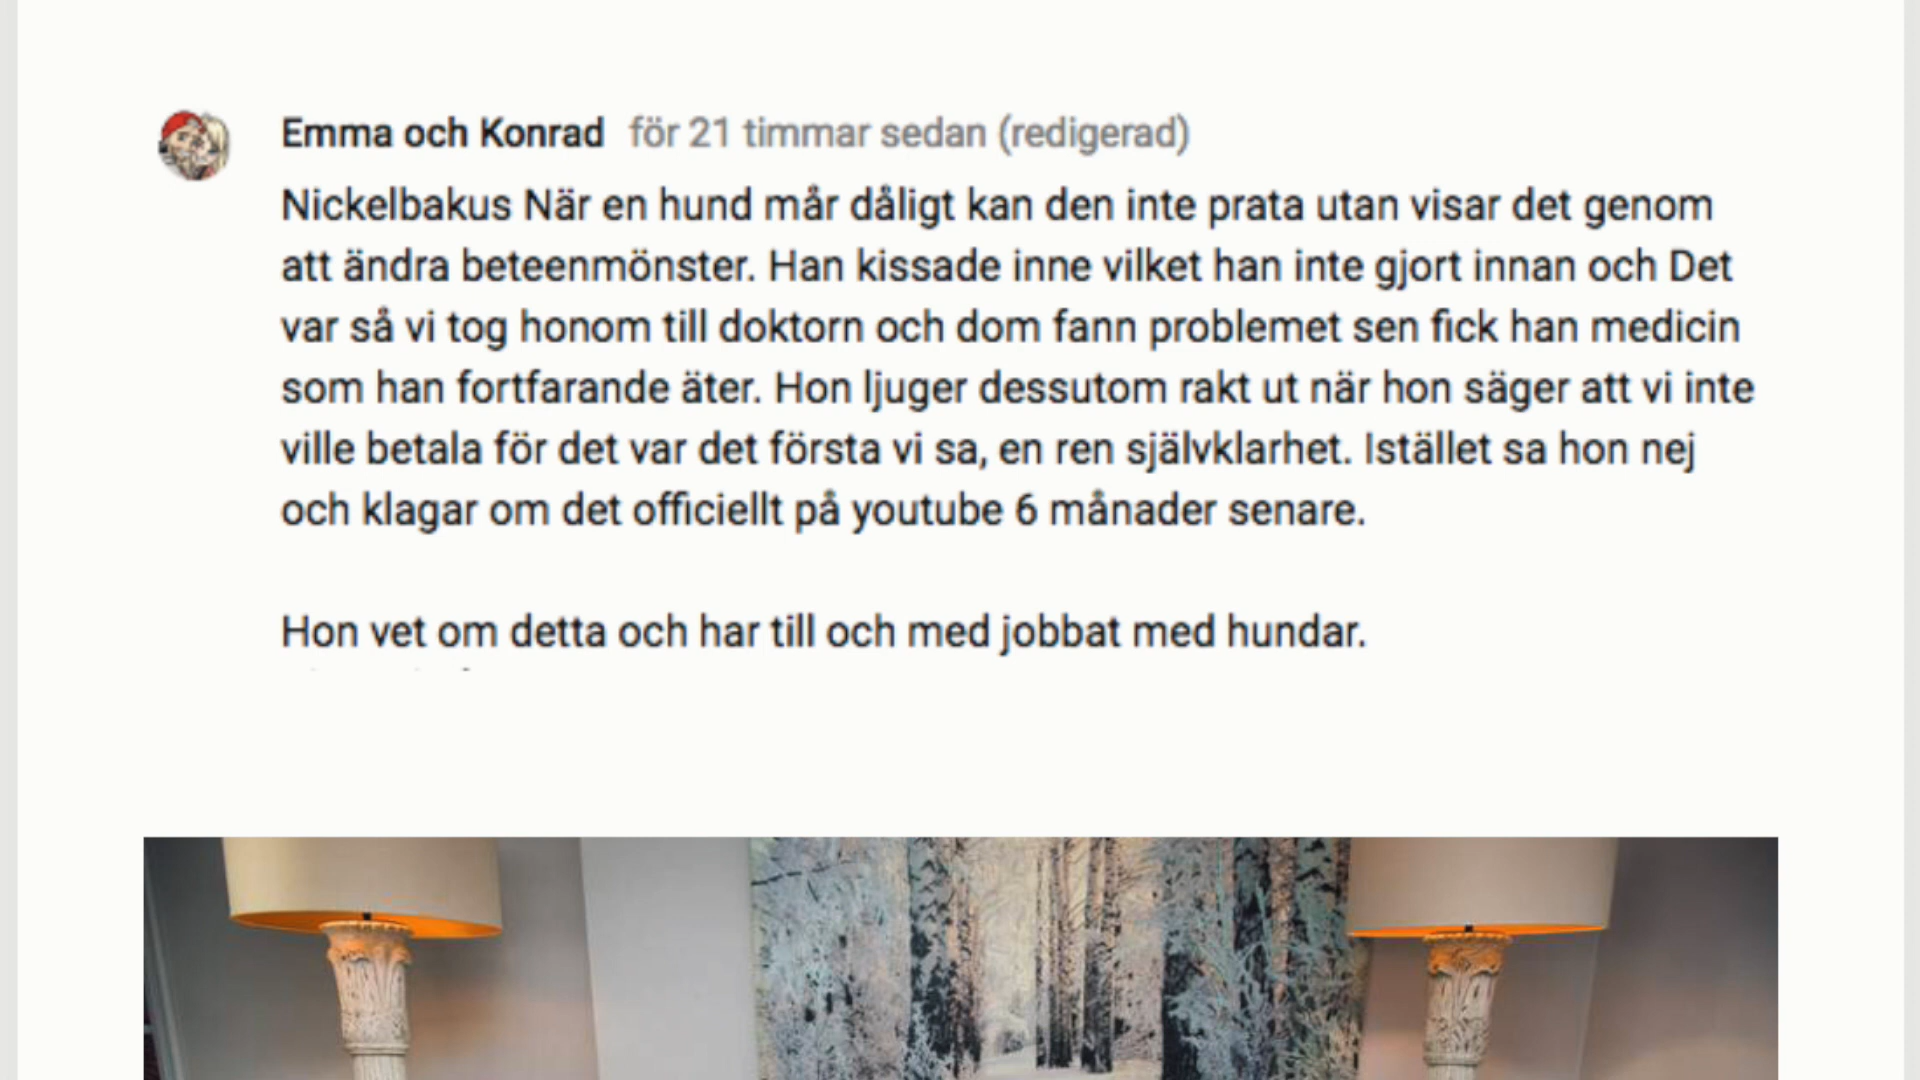 Emma och Konrad för 21 timmar sedan (redigerad)
Nickelbakus När en hund mår dåligt kan den inte prata utan visar det genom
att ändra beteenmönster. Han kissade inne vilket han inte gjort innan och Det
var så vi tog honom till doktorn och dom fann problemet sen fick han medicin
som han fortfarande äter. Hon ljuger dessutom rakt ut när hon säger att vi inte
ville betala för det var det första vi sa, en ren självklarhet. Istället sa hon nej
och klagar om det officiellt på youtube 6 månader senare.
Hon vet om detta och har till och med jobbat med hundar.